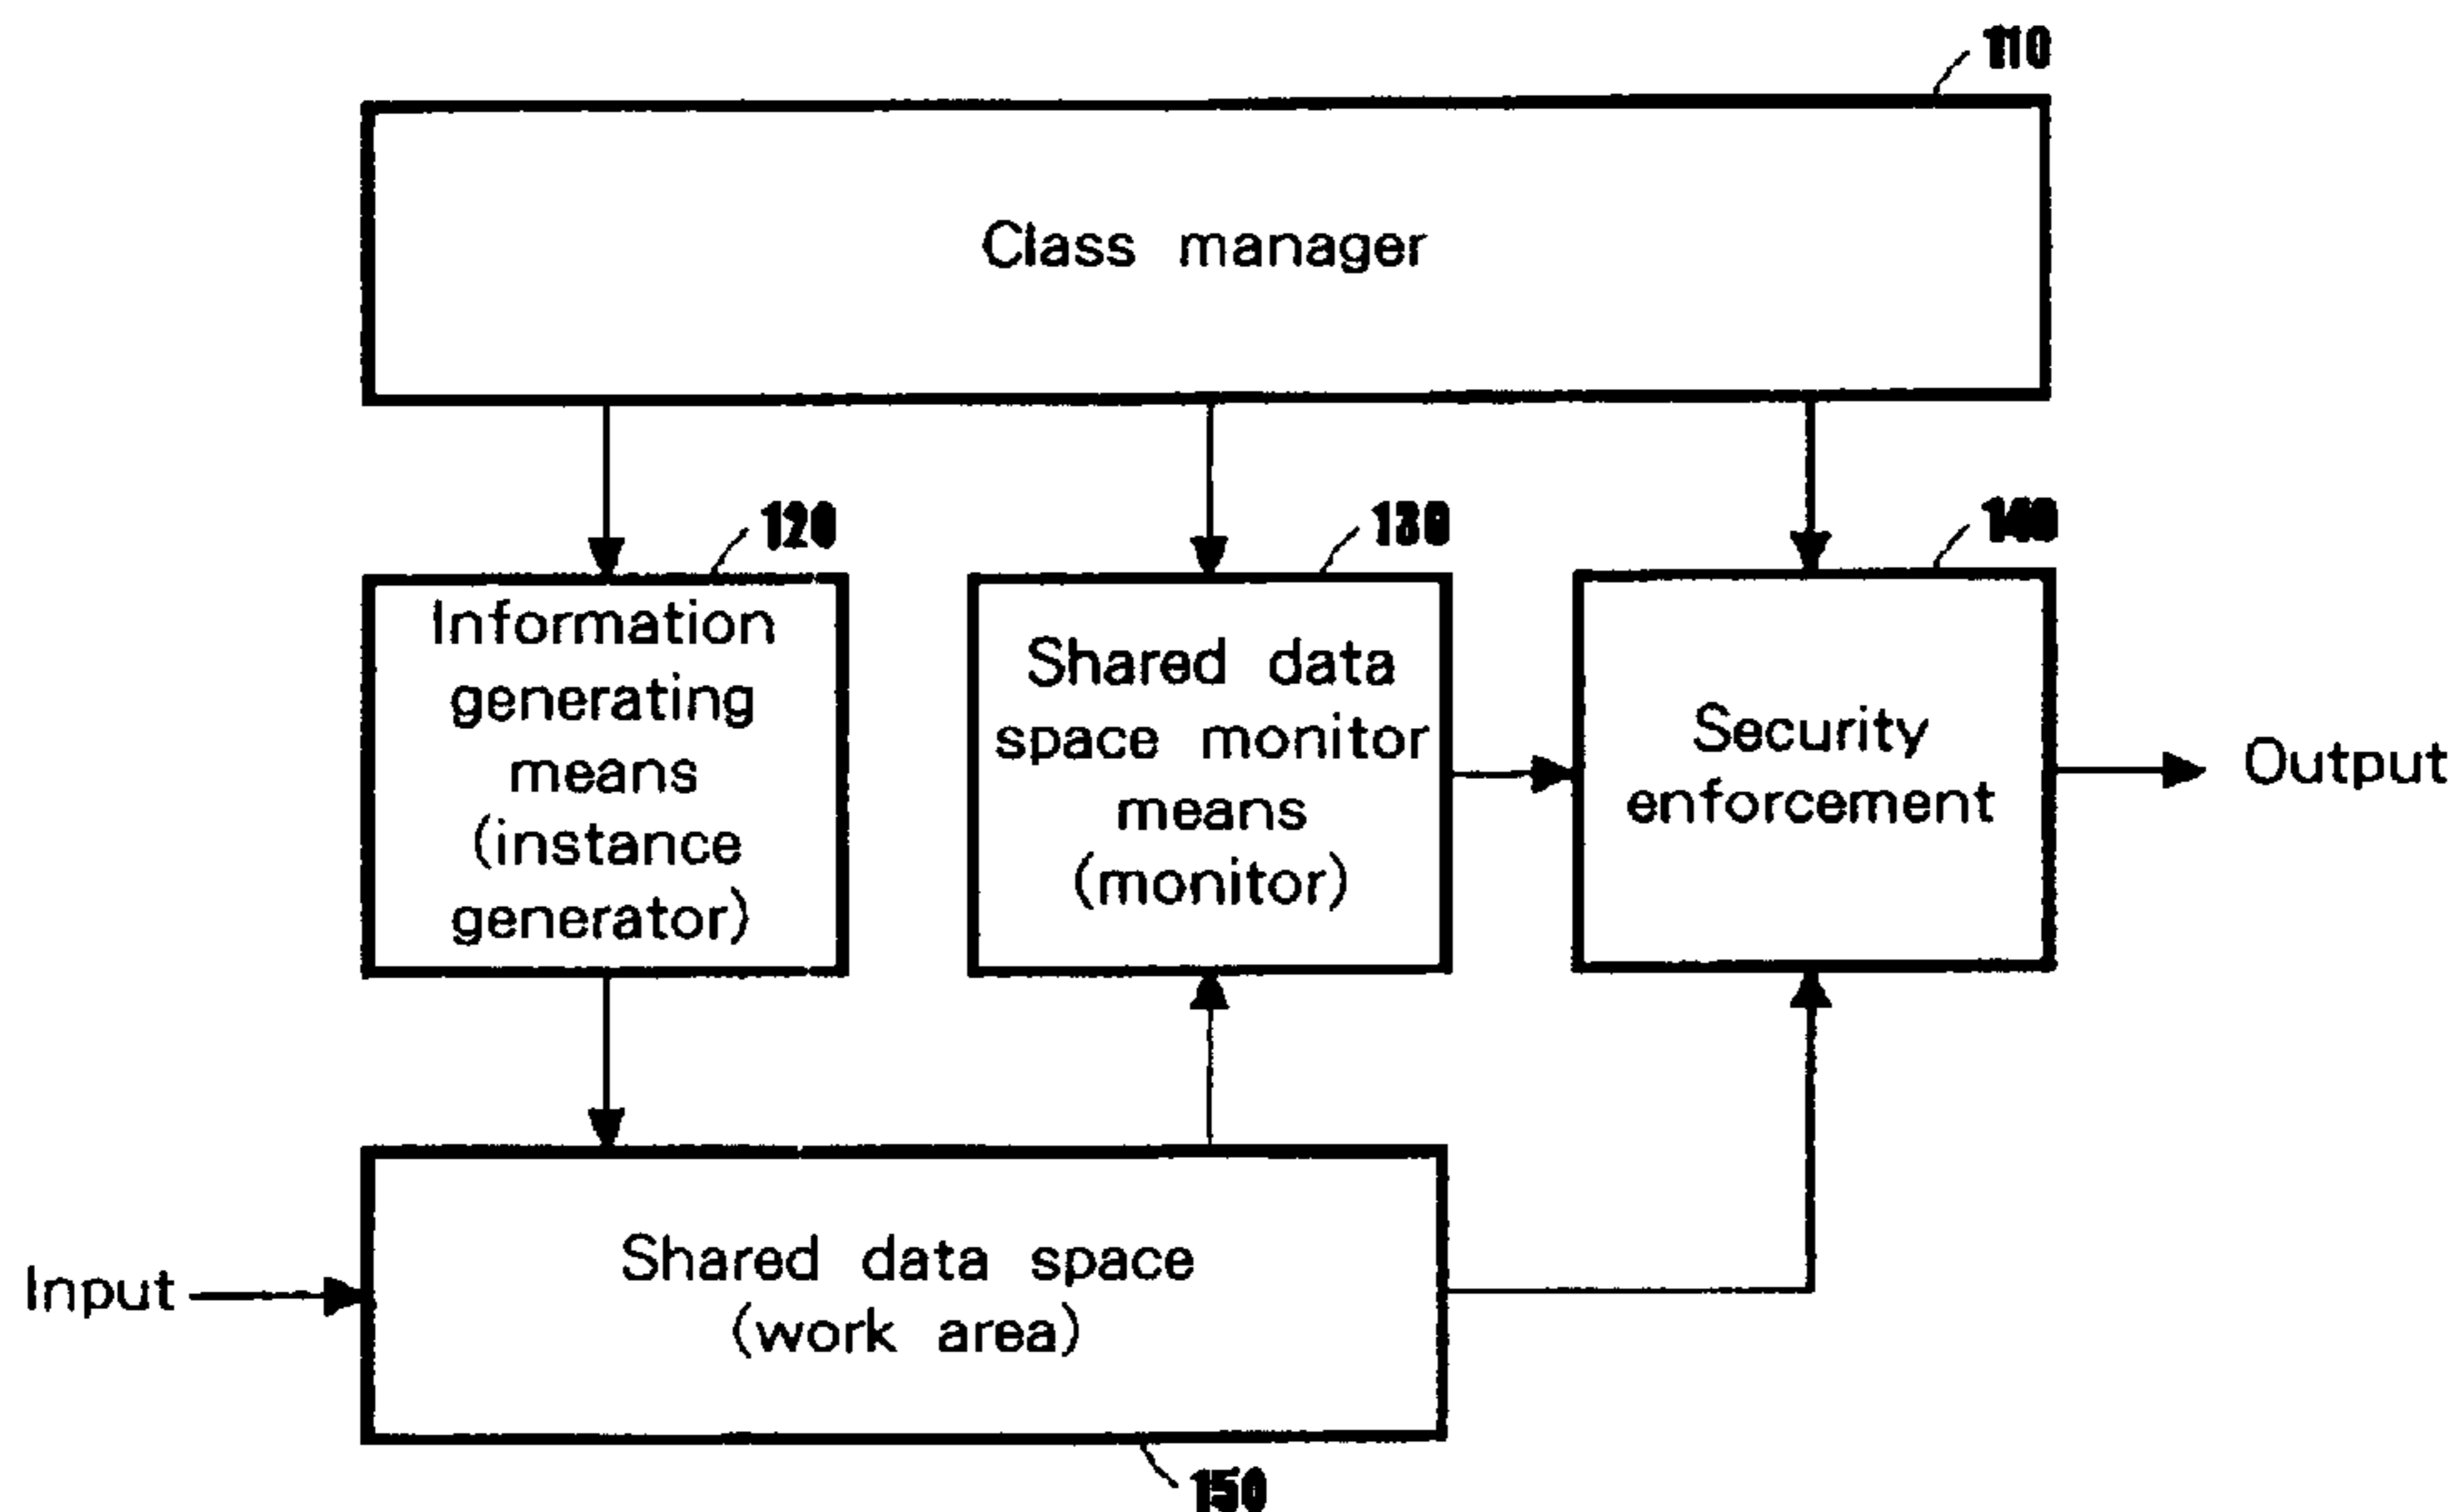 110
Class manager
120
130
140
Information
generating
means
(instance
generator)
Shared data
space monitor
means
(monitor)
Security
enforcement
Output
Input
Shared data space
(work area)
150